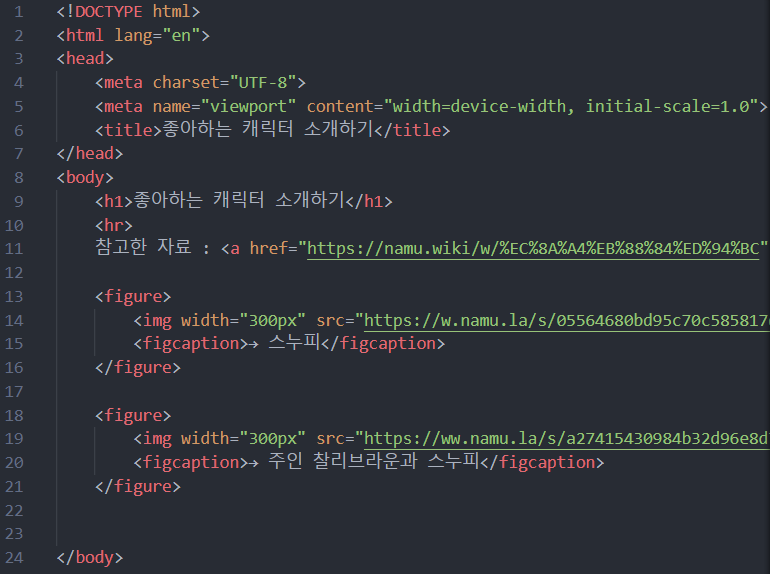 1 <!DOCTYPE html>
2 <html lang="en">
3 <head>
4 <meta charset="UTF-8">
5 <meta name="viewport" content="width=device-width, initial-scale=1.0">
6 <title>좋아하는 캐릭터 소개하기</title>
7 </head>
8 <body>
9 <h1>좋아하는 캐릭터 소개하기</h1>
10 <hr>
11 참고한 자료 : <a href="https://namu.wiki/w/%EC%8A%A4%EB%88%84%ED%94%BC"
12
13 <figure>
14 <img width="300px" src="https://w.namu.la/s/05564680bd95c70c585817
15 <figcaption>→ 스누피</figcaption>
16 </figure>
17
18 <figure>
19 <img width="300px" src="https://ww.namu.la/s/a27415430984b32d96e8d
20 <figcaption>→ 주인 찰리브라운과 스누피</figcaption>
21 </figure>
22
23
24 </body>